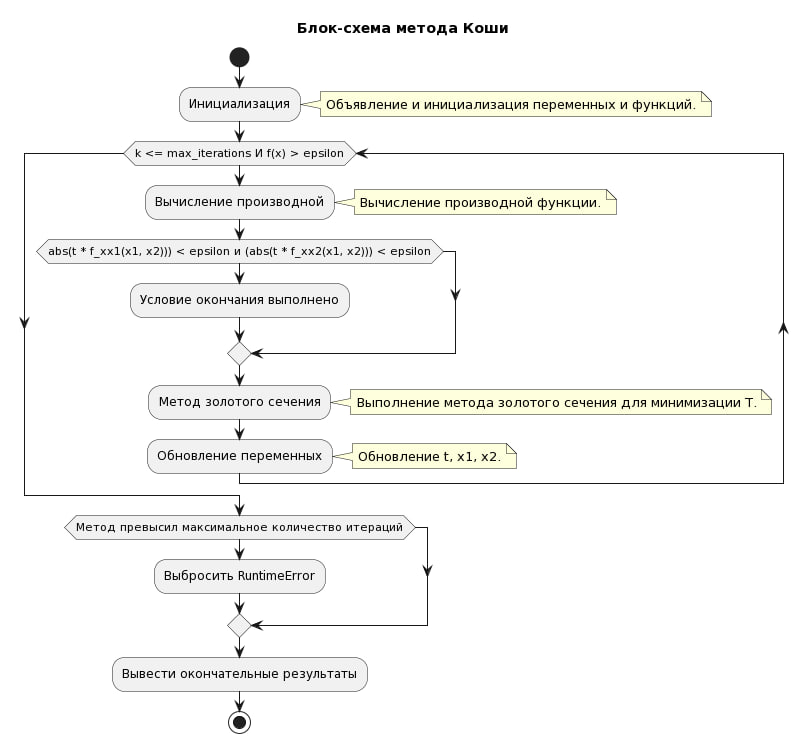 Блок-схема метода Коши
Инициализация
Объявление и инициализация переменных и функций.
k <= max_iterations И f(x) > epsilon
Вычисление производной
Вычисление производной функции.
abs(t * f_xx1(x1, x2))) < epsilon и (abs(t * f_xx2(x1, x2))) < epsilon
Условие окончания выполнено
Метод золотого сечения
Выполнение метода золотого сечения для минимизации T.
Обновление переменных
Обновление t, x1, x2.
Метод превысил максимальное количество итераций
Выбросить RuntimeError
Вывести окончательные результаты